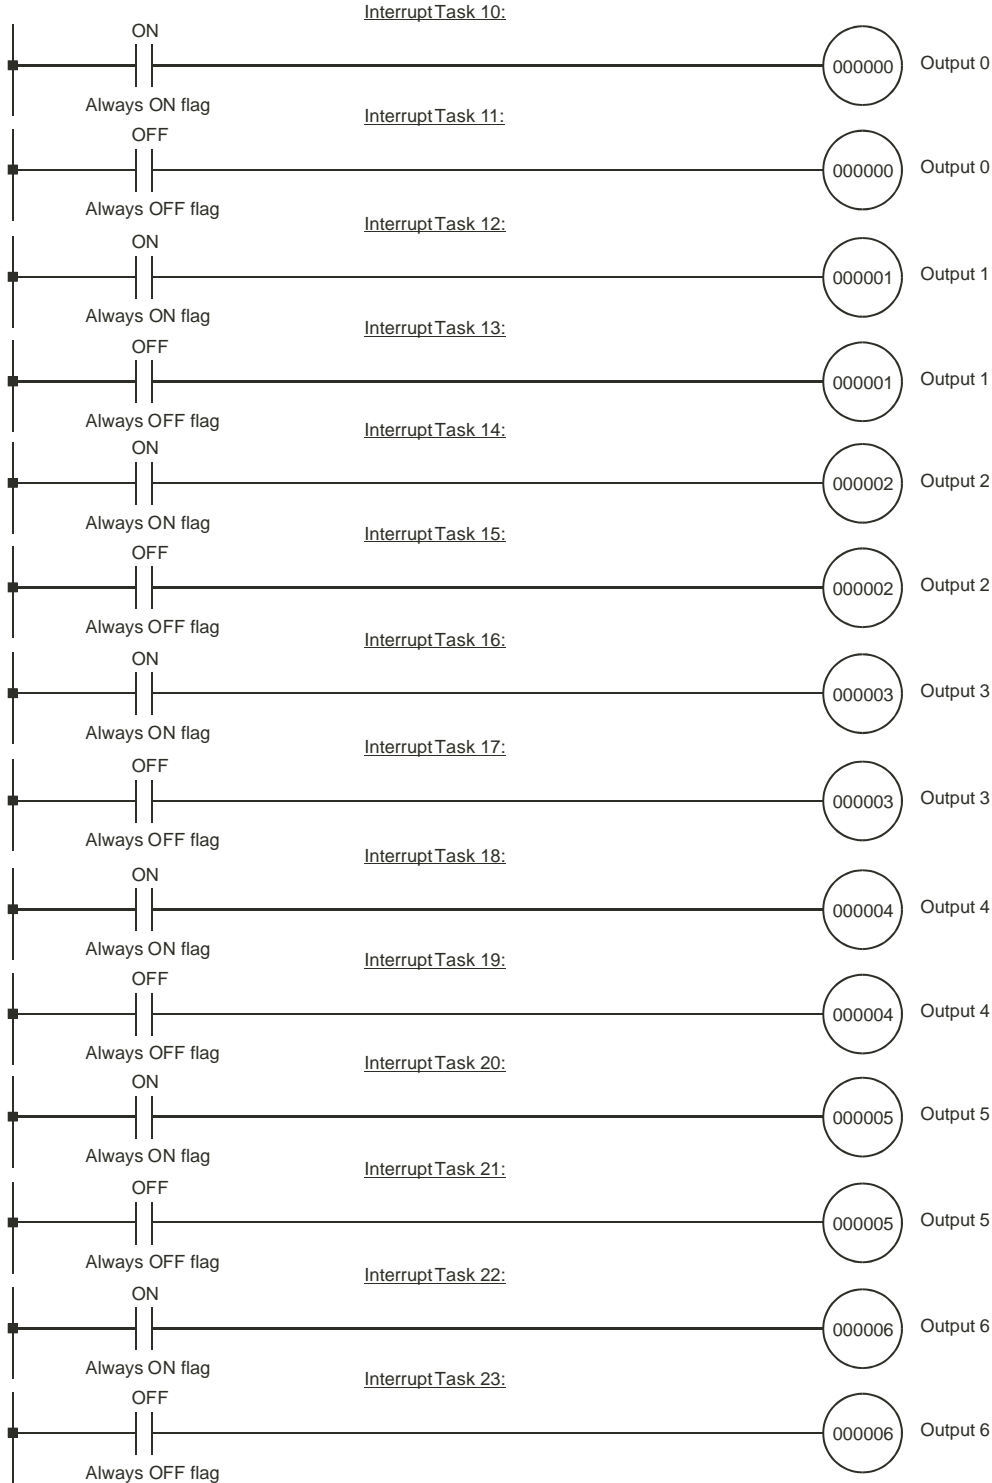 Interrupt Task 10:
ON
000000 Output 0
Always ON flag
Interrupt Task 11:
OFF
000000 Output 0
Always OFF flag
Interrupt Task 12:
ON
000001 Output 1
Always ON flag
Interrupt Task 13:
OFF
000001 Output 1
Always OFF flag
Interrupt Task 14:
ON
000002 Output 2
Always ON flag
Interrupt Task 15:
OFF
000002 Output 2
Always OFF flag
Interrupt Task 16:
ON
000003 Output 3
Always ON flag
Interrupt Task 17:
OFF
000003 Output 3
Always OFF flag
Interrupt Task 18:
ON
000004 Output 4
Always ON flag
Interrupt Task 19:
OFF
000004 Output 4
Always OFF flag
Interrupt Task 20:
ON
000005 Output 5
Always ON flag
Interrupt Task 21:
OFF
000005 Output 5
Always OFF flag
Interrupt Task 22:
ON
000006 Output 6
Always ON flag
Interrupt Task 23:
OFF
000006 Output 6
Always OFF flag